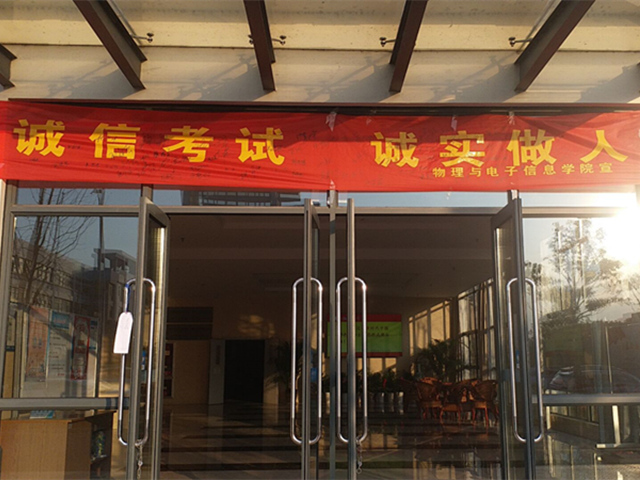 诚信考试 诚实做人
物理与电子信息学院宣